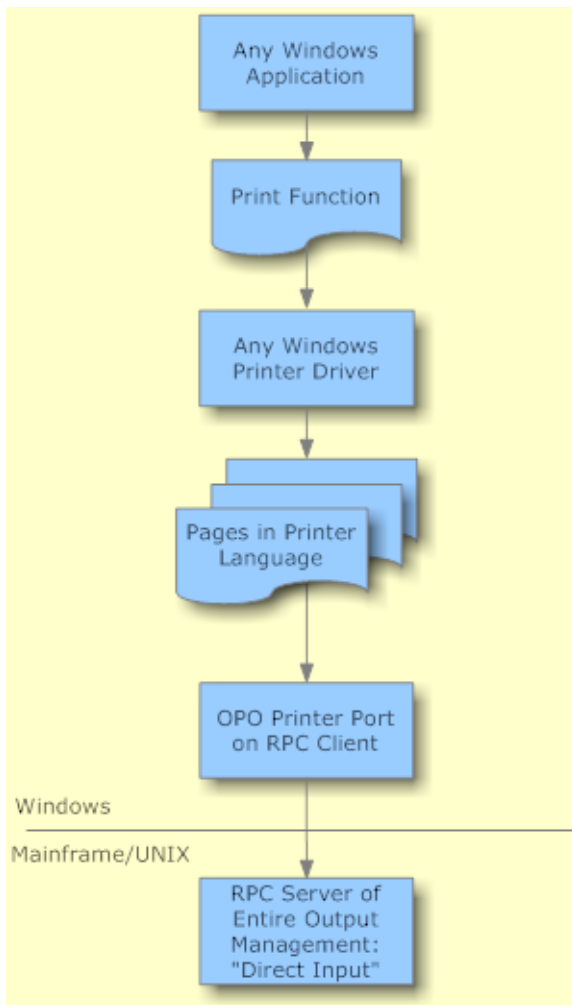 Any Windows
Application
Print Function
Any Windows
Printer Driver
Pages in Printer
Language
OPO Printer Port
on RPC Client
Windows
Mainframe/UNIX
RPC Server of
Entire Output
Management:
"Direct Input"